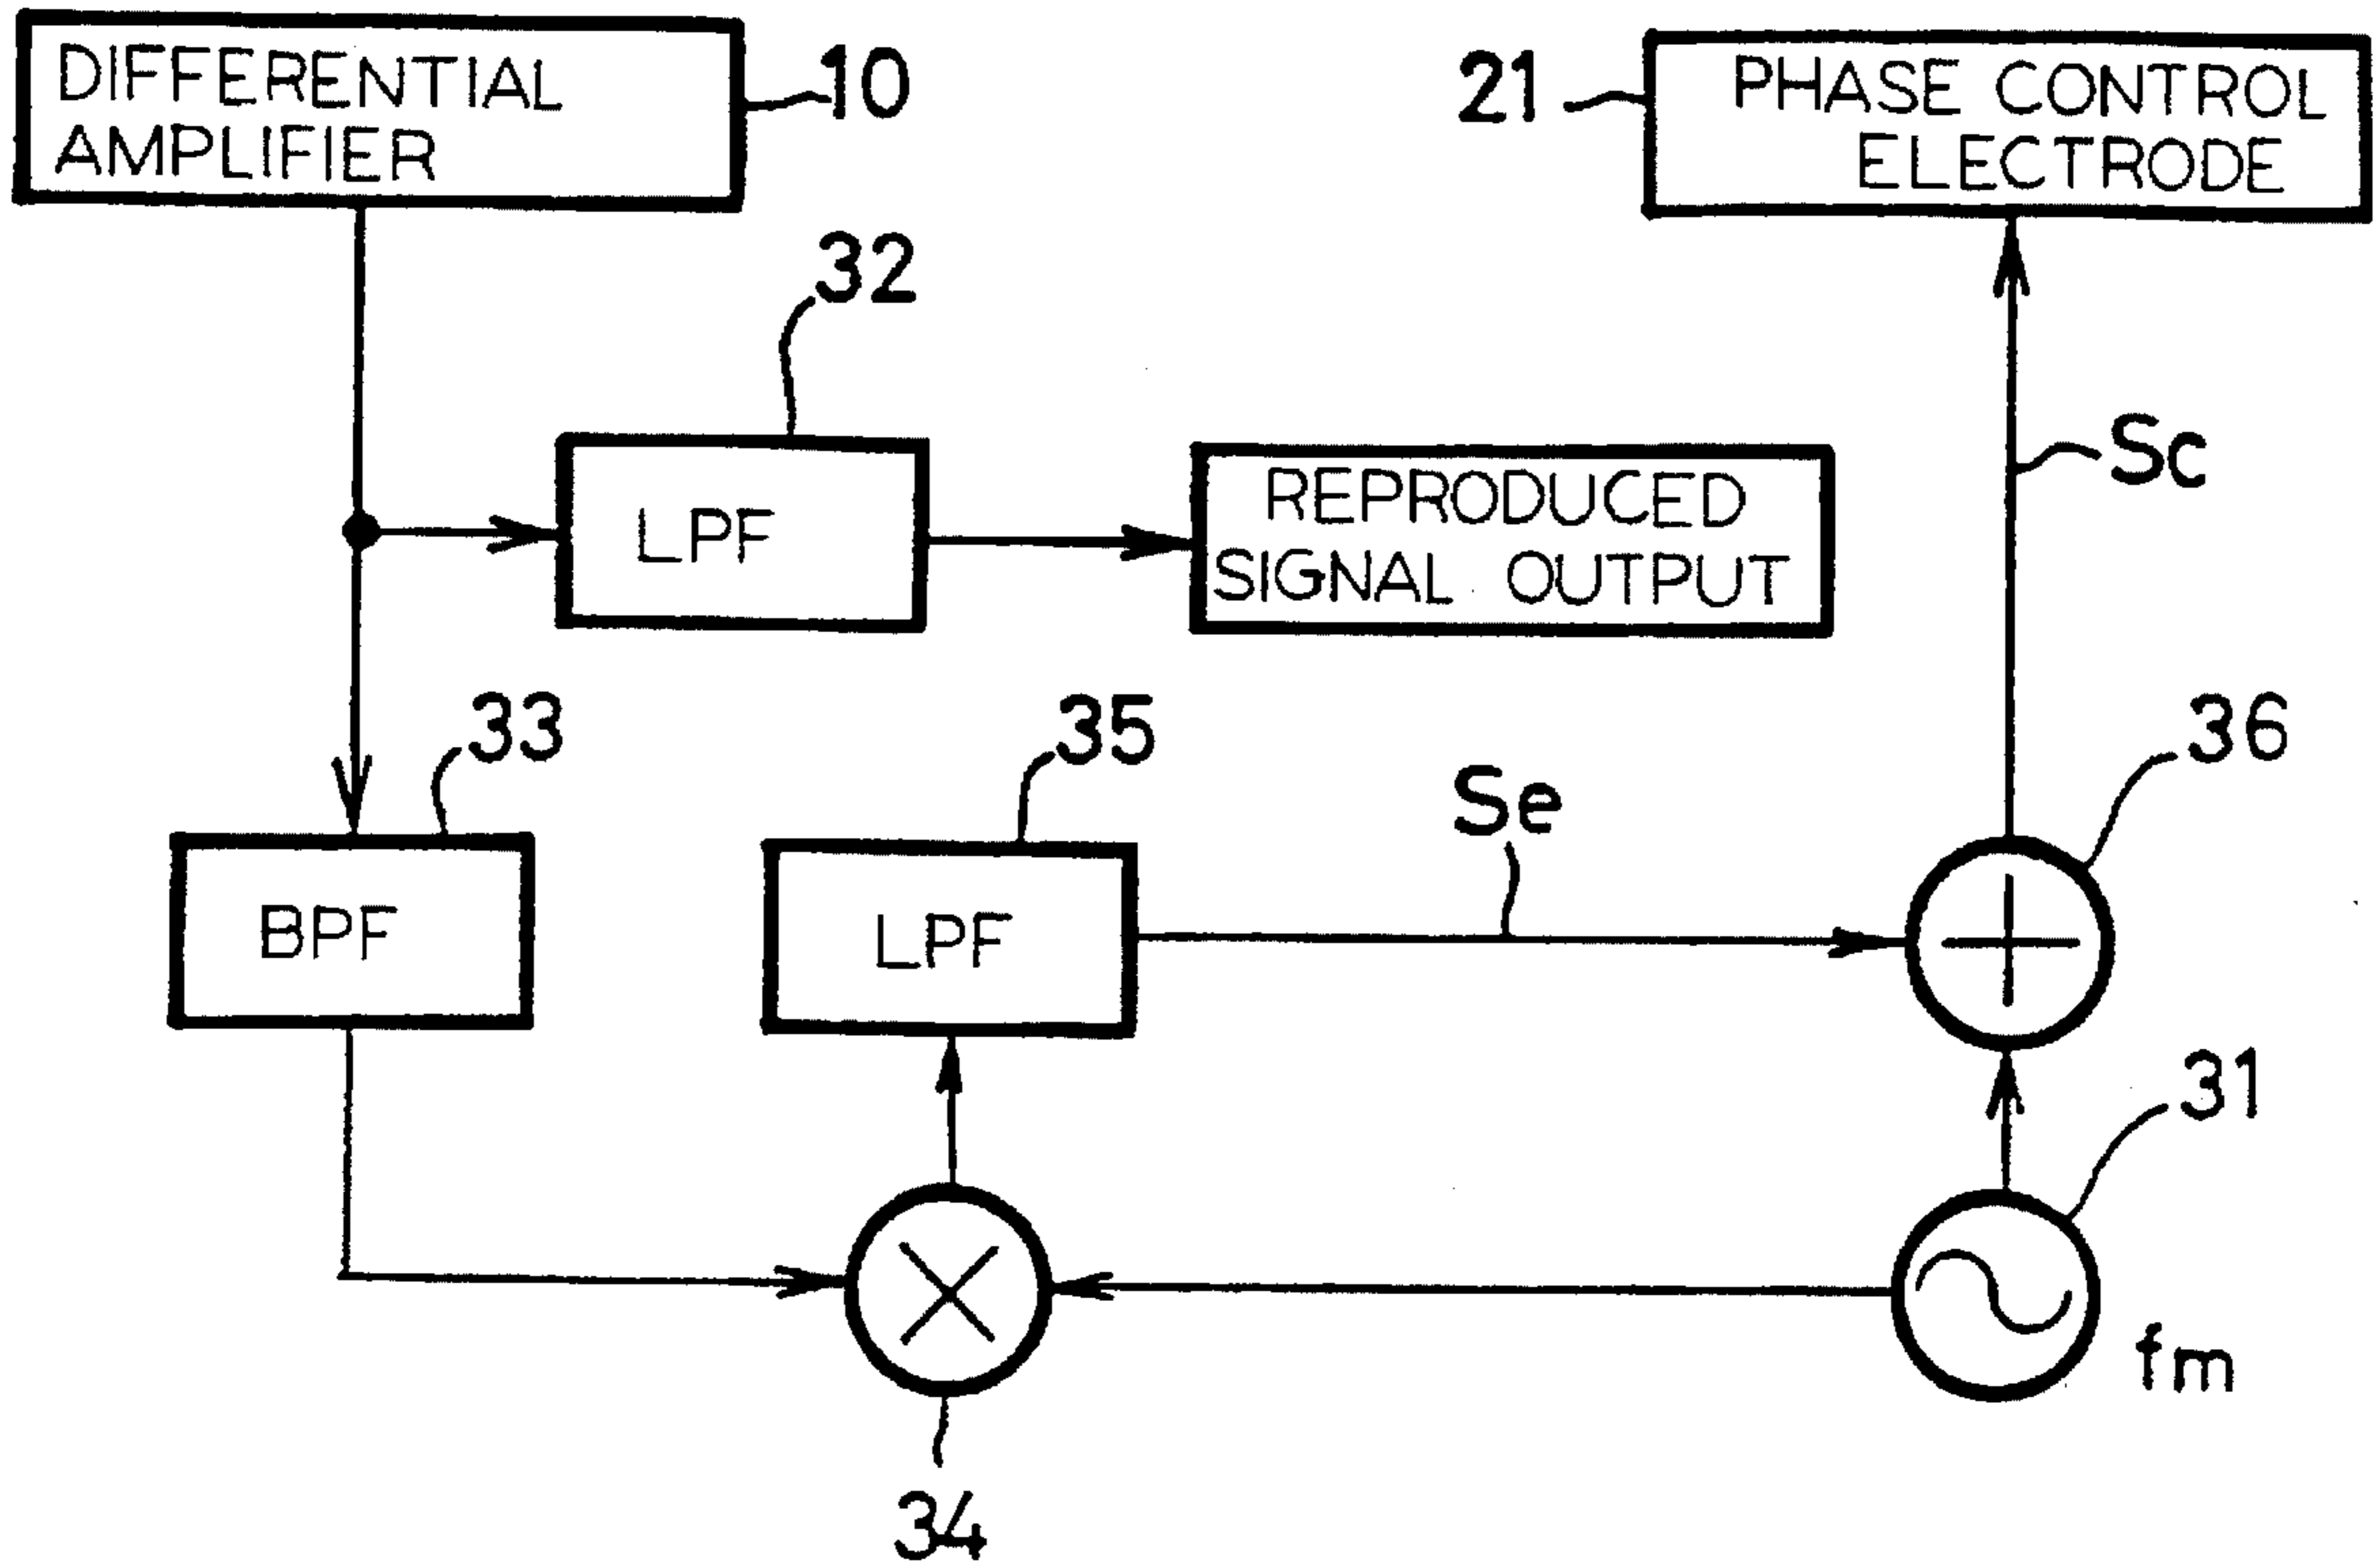 DIFFERENTIAL
AMPLIFIER
10
21
PHASE CONTROL
ELECTRODE
32
LPF
REPRODUCED
SIGNAL OUTPUT
Sc
33
35
Se
36
BPF
LPF
31
fm
34